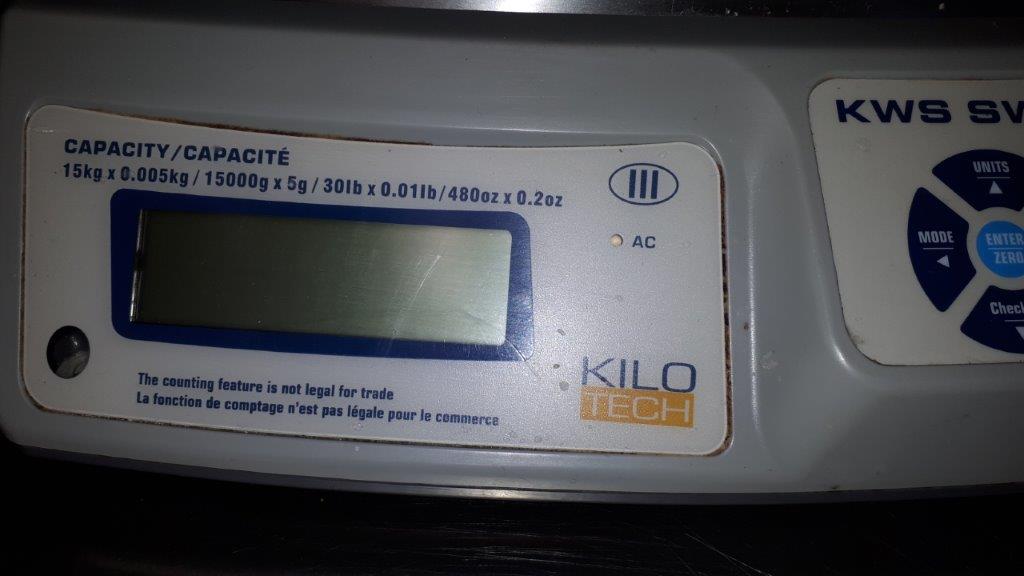 CAPACITY/CAPACITÉ
15kg x 0.005kg / 15000g x 5g / 30lb x 0.01lb/480oz x 0.2oz
III
AC
KILO
TECH
The counting feature is not legal for trade
La fonction de comptage n'est pas légale pour le commerce
KWS SW
UNITS
MODE
ENTER
ZERO
Check